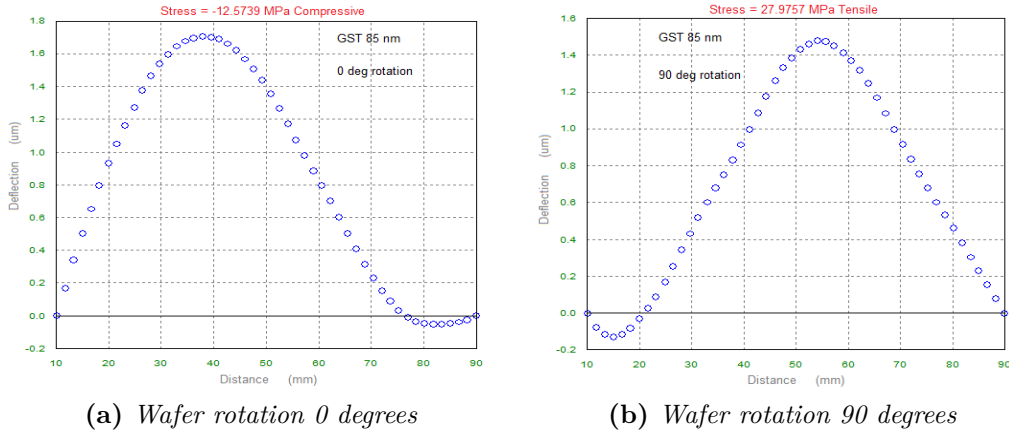 Stress = -12.5739 MPa Compressive
1.8
1.6
1.4
1.2
1.0
0.8
0.6
0.4
0.2
0.0
-0.2
Deflection (um)
GST 85 nm
0 deg rotation
10 20 30 40 50 60 70 80 90
Distance (mm)
(a) Wafer rotation 0 degrees
Stress = 27.9757 MPa Tensile
1.6
1.4
1.2
1.0
0.8
0.6
0.4
0.2
0.0
-0.2
Deflection (um)
GST 85 nm
90 deg rotation
10 20 30 40 50 60 70 80 90
Distance (mm)
(b) Wafer rotation 90 degrees